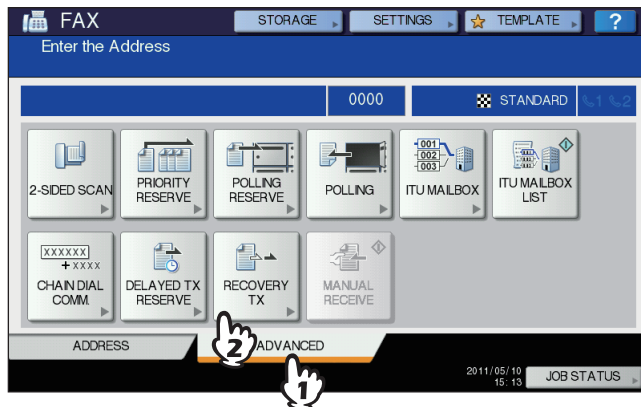 FAX
STORAGE
SETTINGS
TEMPLATE
?
Enter the Address
0000
STANDARD
1
2
2-SIDED SCAN
PRIORITY
RESERVE
POLLING
RESERVE
POLLING
001
002
003
ITU MAILBOX
ITU MAILBOX
LIST
XXXXXX
+ XXXX
CHAIN DIAL
COMM.
DELAYED TX
RESERVE
RECOVERY
TX
MANUAL
RECEIVE
ADDRESS
ADVANCED
2
1
2011/05/10
15:13
JOB STATUS